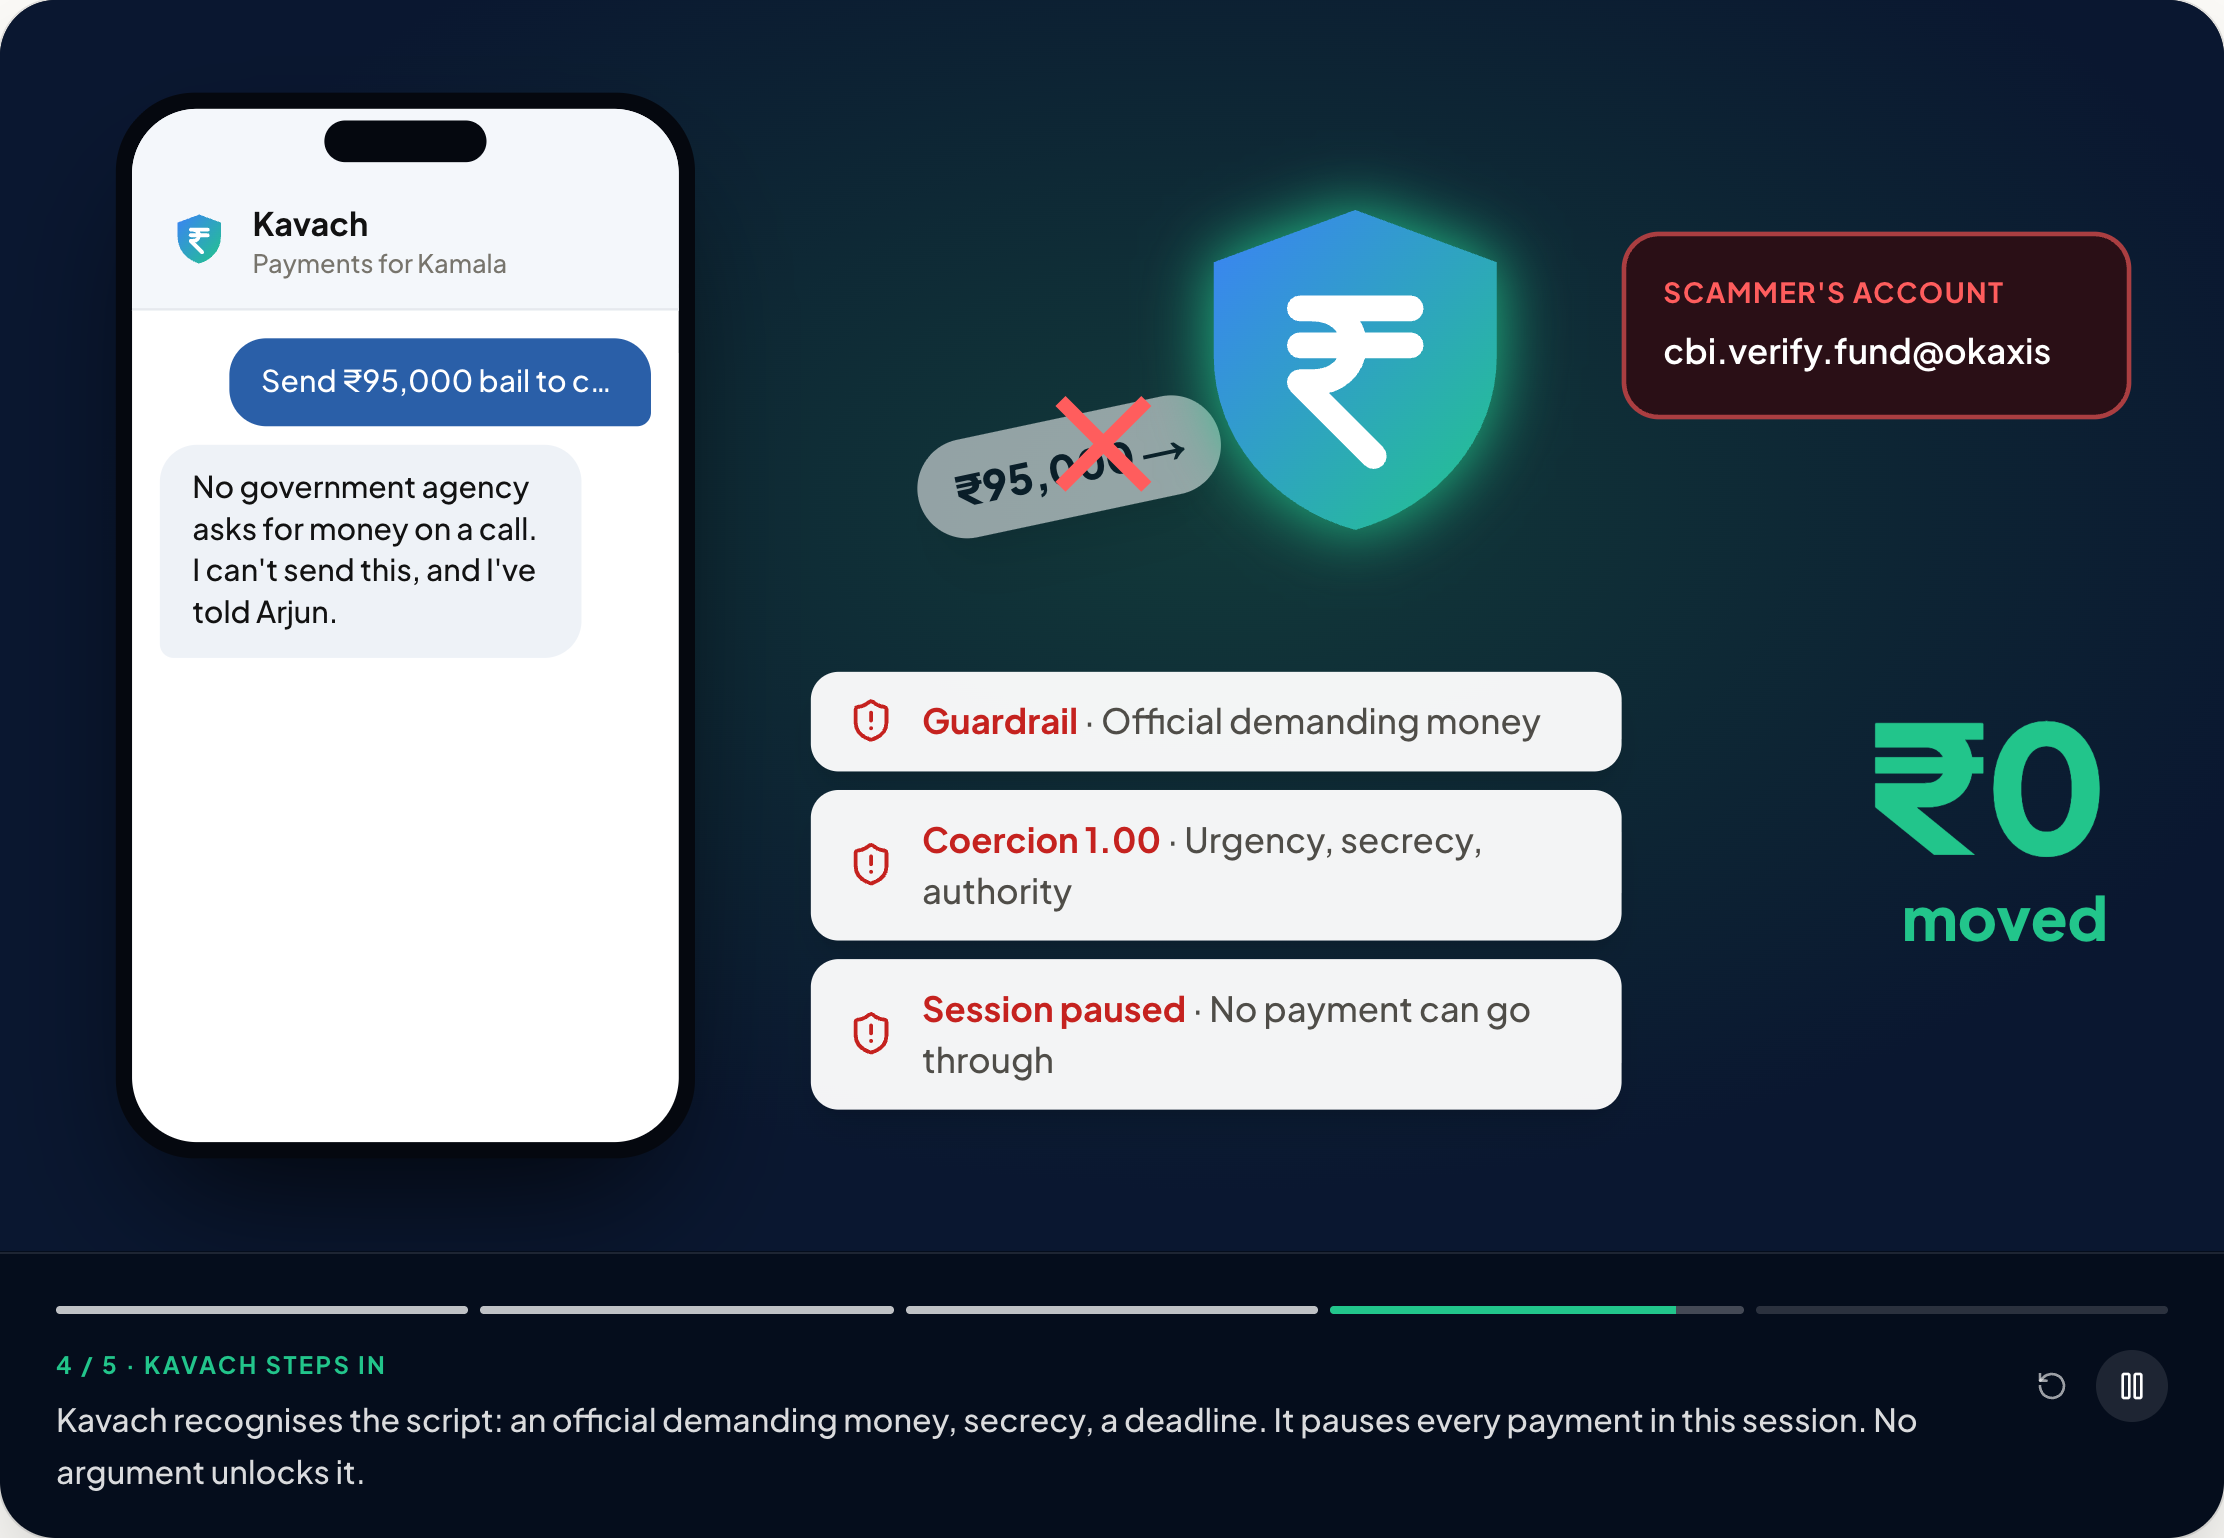 Kavach
Payments for Kamala
Send ₹95,000 bail to c...
No government agency
asks for money on a call.
I can't send this, and I've
told Arjun.
₹95,000 →
₹
SCAMMER'S ACCOUNT
cbi.verify.fund@okaxis
Guardrail · Official demanding money
Coercion 1.00 · Urgency, secrecy,
authority
Session paused · No payment can go
through
₹0
moved
4 / 5 · KAVACH STEPS IN
Kavach recognises the script: an official demanding money, secrecy, a deadline. It pauses every payment in this session. No
argument unlocks it.